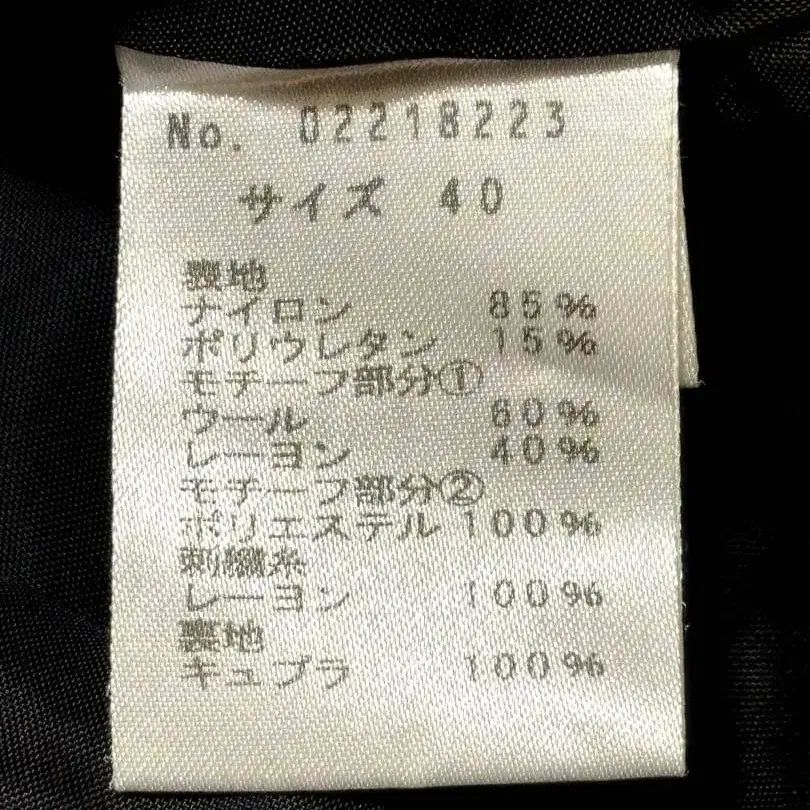 No. 02218223
サイズ 40
表地
ナイロン 85%
ポリウレタン 15%
モチーフ部分①
ウール 60%
レーヨン 40%
モチーフ部分②
ポリエステル 100%
刺繍糸
レーヨン 100%
裏地
キュプラ 100%